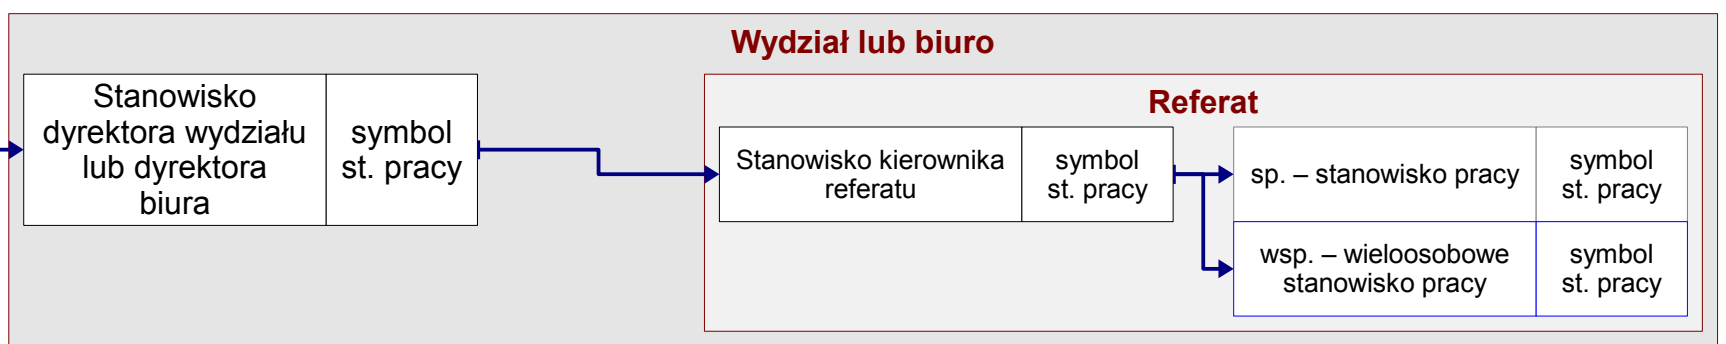 Wydział lub biuro
Stanowisko
dyrektora wydziału
lub dyrektora
biura
symbol
st. pracy
Referat
Stanowisko kierownika
referatu
symbol
st. pracy
sp. – stanowisko pracy
symbol
st. pracy
wsp. – wieloosobowe
stanowisko pracy
symbol
st. pracy